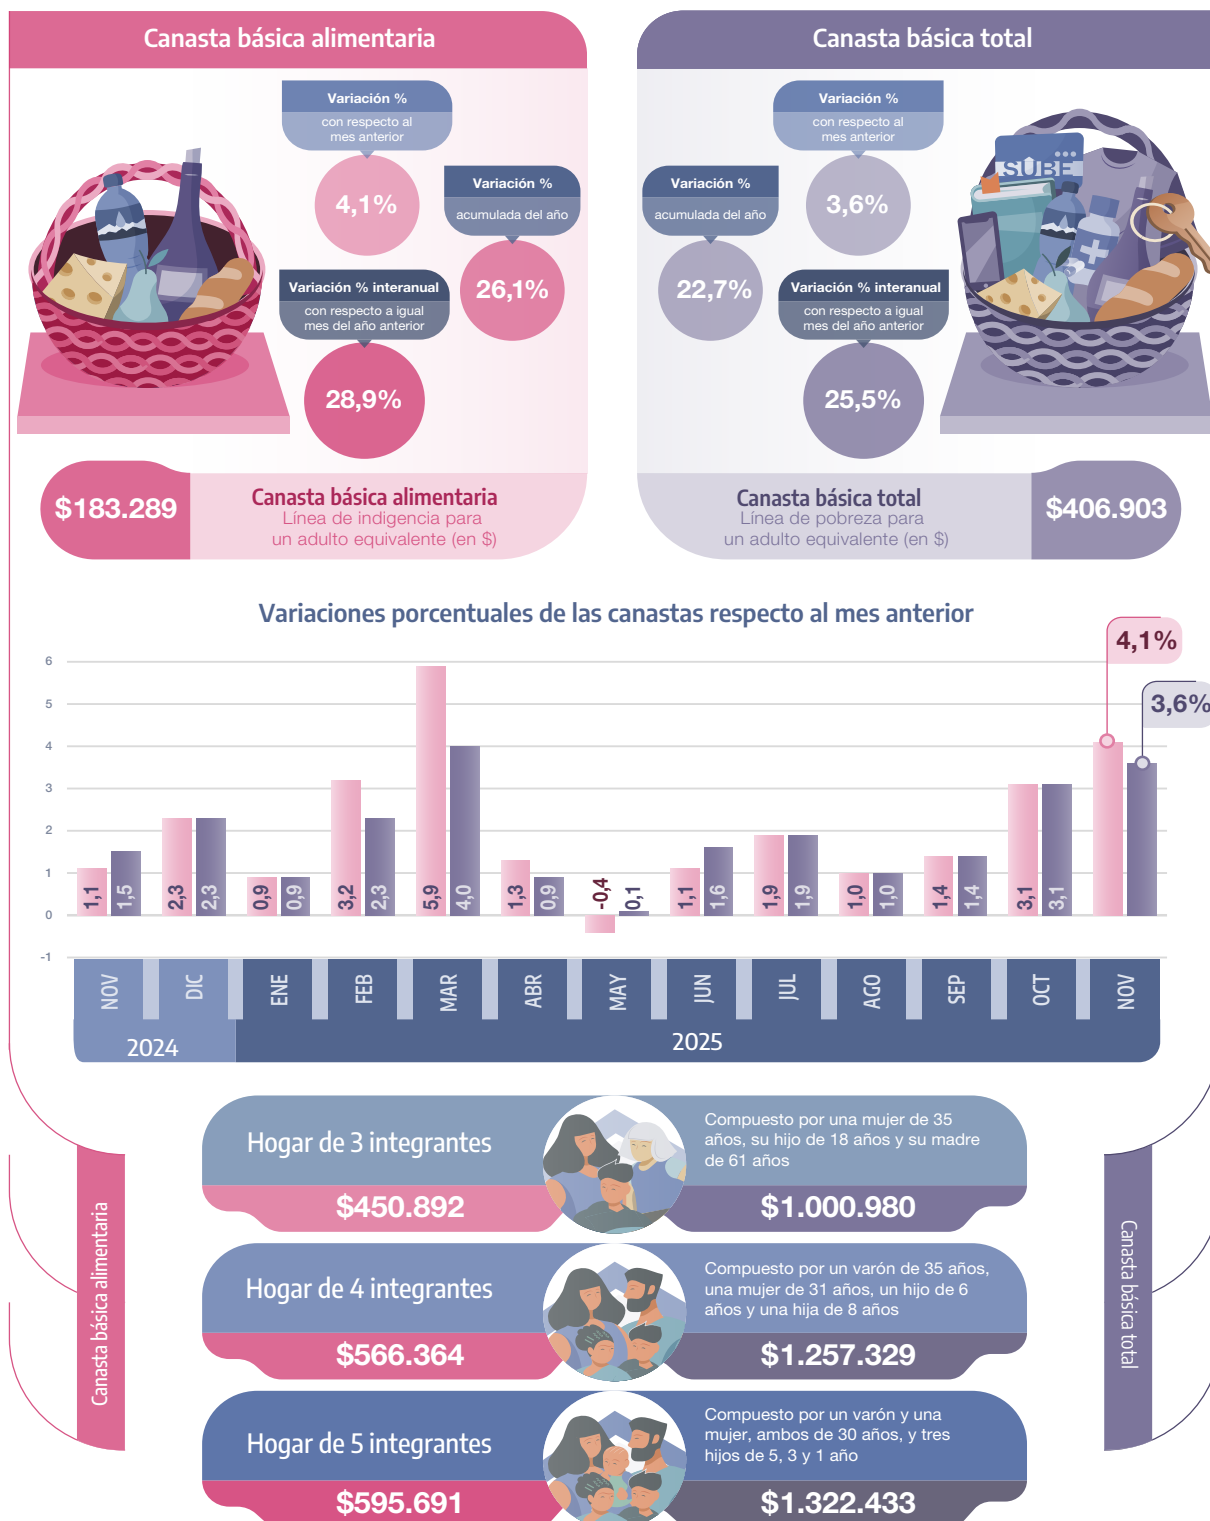 Canasta básica alimentaria
Variación %
con respecto al
mes anterior
4,1%
Variación %
acumulada del año
26,1%
Variación % interanual
con respecto a igual
mes del año anterior
28,9%
$183.289
Canasta básica alimentaria
Línea de indigencia para
un adulto equivalente (en $)
Canasta básica total
Variación %
con respecto al
mes anterior
3,6%
Variación %
acumulada del año
22,7%
Variación % interanual
con respecto a igual
mes del año anterior
25,5%
SUBE
Canasta básica total
Línea de pobreza para
un adulto equivalente (en $)
$406.903
Variaciones porcentuales de las canastas respecto al mes anterior
4,1%
3,6%
6
5
4
3
2
1
0
-1
1,1
1,5
2,3
2,3
0,9
0,9
3,2
2,3
5,9
4,0
1,3
0,9
-0,4
0,1
1,1
1,6
1,9
1,9
1,0
1,0
1,4
1,4
3,1
3,1
NOV
DIC
ENE
FEB
MAR
ABR
MAY
JUN
JUL
AGO
SEP
OCT
NOV
2024
2025
Canasta básica alimentaria
Hogar de 3 integrantes
Compuesto por una mujer de 35
años, su hijo de 18 años y su madre
de 61 años
$450.892
$1.000.980
Hogar de 4 integrantes
Compuesto por un varón de 35 años,
una mujer de 31 años, un hijo de 6
años y una hija de 8 años
$566.364
$1.257.329
Hogar de 5 integrantes
Compuesto por un varón y una
mujer, ambos de 30 años, y tres
hijos de 5, 3 y 1 año
$595.691
$1.322.433
Canasta básica total